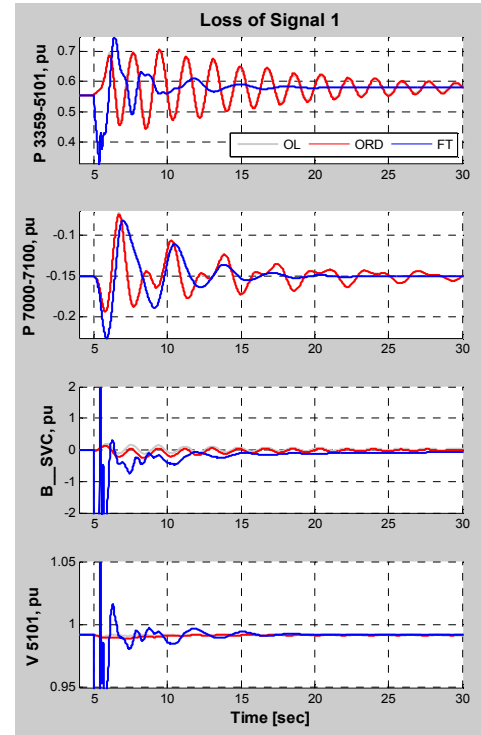 Loss of Signal 1
P 3359-5101, pu
0.7
0.6
0.5
0.4
OL ORD FT
5 10 15 20 25 30
P 7000-7100, pu
-0.1
-0.15
-0.2
5 10 15 20 25 30
B__SVC, pu
2
1
0
-1
-2
5 10 15 20 25 30
V 5101, pu
1.05
1
0.95
5 10 15 20 25 30
Time [sec]